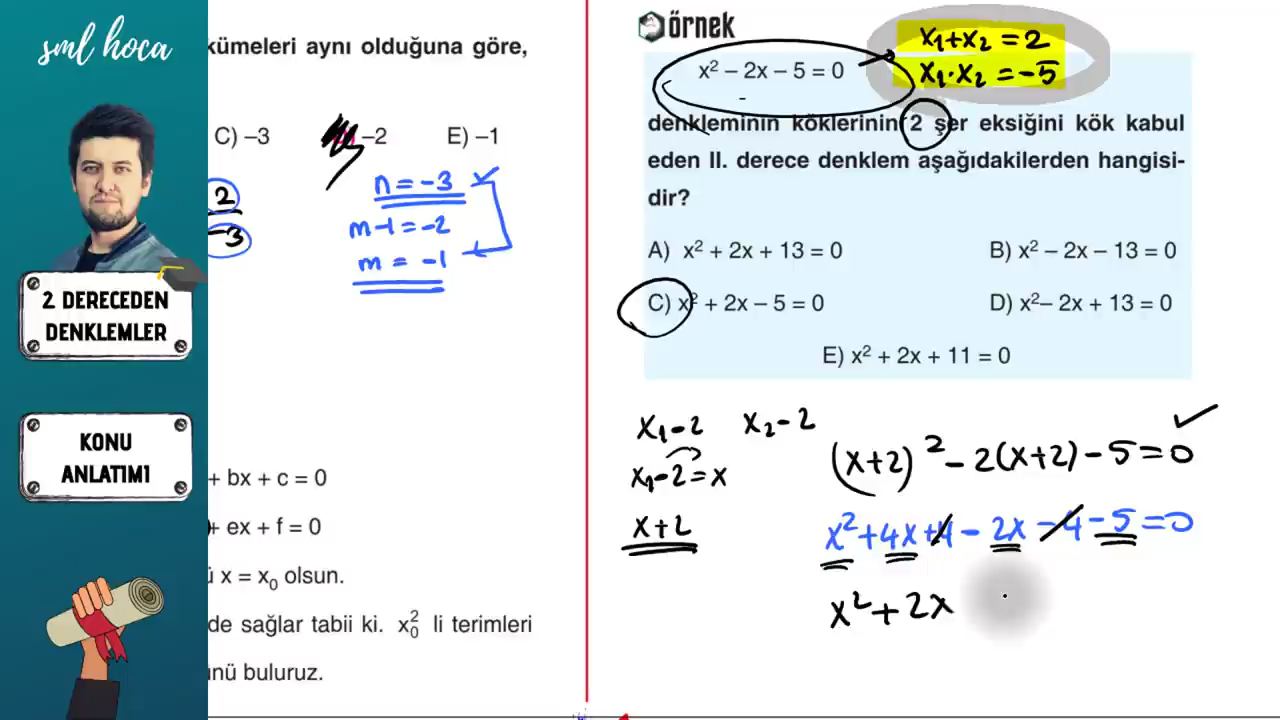 sml hoca
2. DERECEDEN
DENKLEMLER
KONU
ANLATIMI
kümeleri aynı olduğuna göre,
C) –3
–2
E) –1
2
–3
n = –3
m–1 = –2
m = –1
+ bx + c = 0
+ ex + f = 0
x = x₀ olsun.
de sağlar tabii ki. x₀² li terimleri
buluruz.
örnek
x² – 2x – 5 = 0
x₁+x₂ = 2
x₁·x₂ = –5
denkleminin köklerinin 2 şer eksiğini kök kabul
eden II. derece denklem aşağıdakilerden hangisi-
dir?
A) x² + 2x + 13 = 0
B) x² – 2x – 13 = 0
C) x² + 2x – 5 = 0
D) x²– 2x + 13 = 0
E) x² + 2x + 11 = 0
x₁–2 x₂–2
x₁–2 = x
x+2
(x+2)² – 2(x+2) – 5 = 0
x² + 4x + 4 – 2x – 4 – 5 = 0
x² + 2x